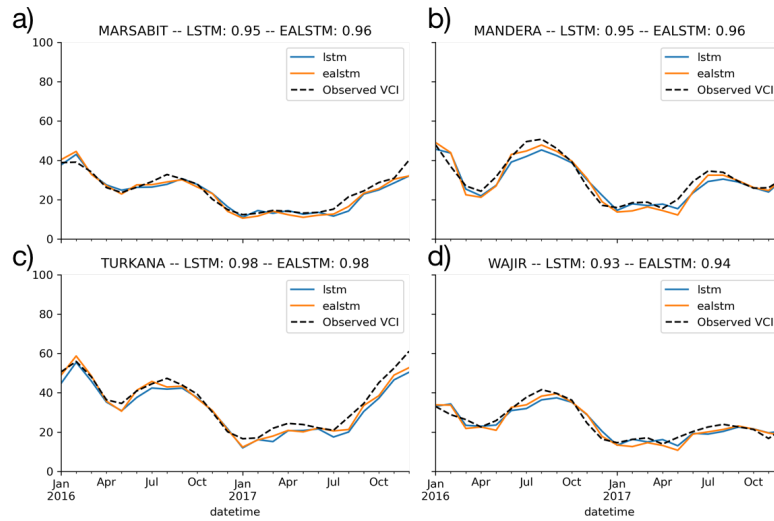 a)
MARSABIT -- LSTM: 0.95 -- EALSTM: 0.96
100
80
60
40
20
0
lstm
ealstm
Observed VCI
b)
MANDERA -- LSTM: 0.95 -- EALSTM: 0.96
lstm
ealstm
Observed VCI
c)
TURKANA -- LSTM: 0.98 -- EALSTM: 0.98
100
80
60
40
20
0
lstm
ealstm
Observed VCI
Jan
2016
Apr
Jul
Oct
Jan
2017
Apr
Jul
Oct
datetime
d)
WAJIR -- LSTM: 0.93 -- EALSTM: 0.94
lstm
ealstm
Observed VCI
Jan
2016
Apr
Jul
Oct
Jan
2017
Apr
Jul
Oct
datetime